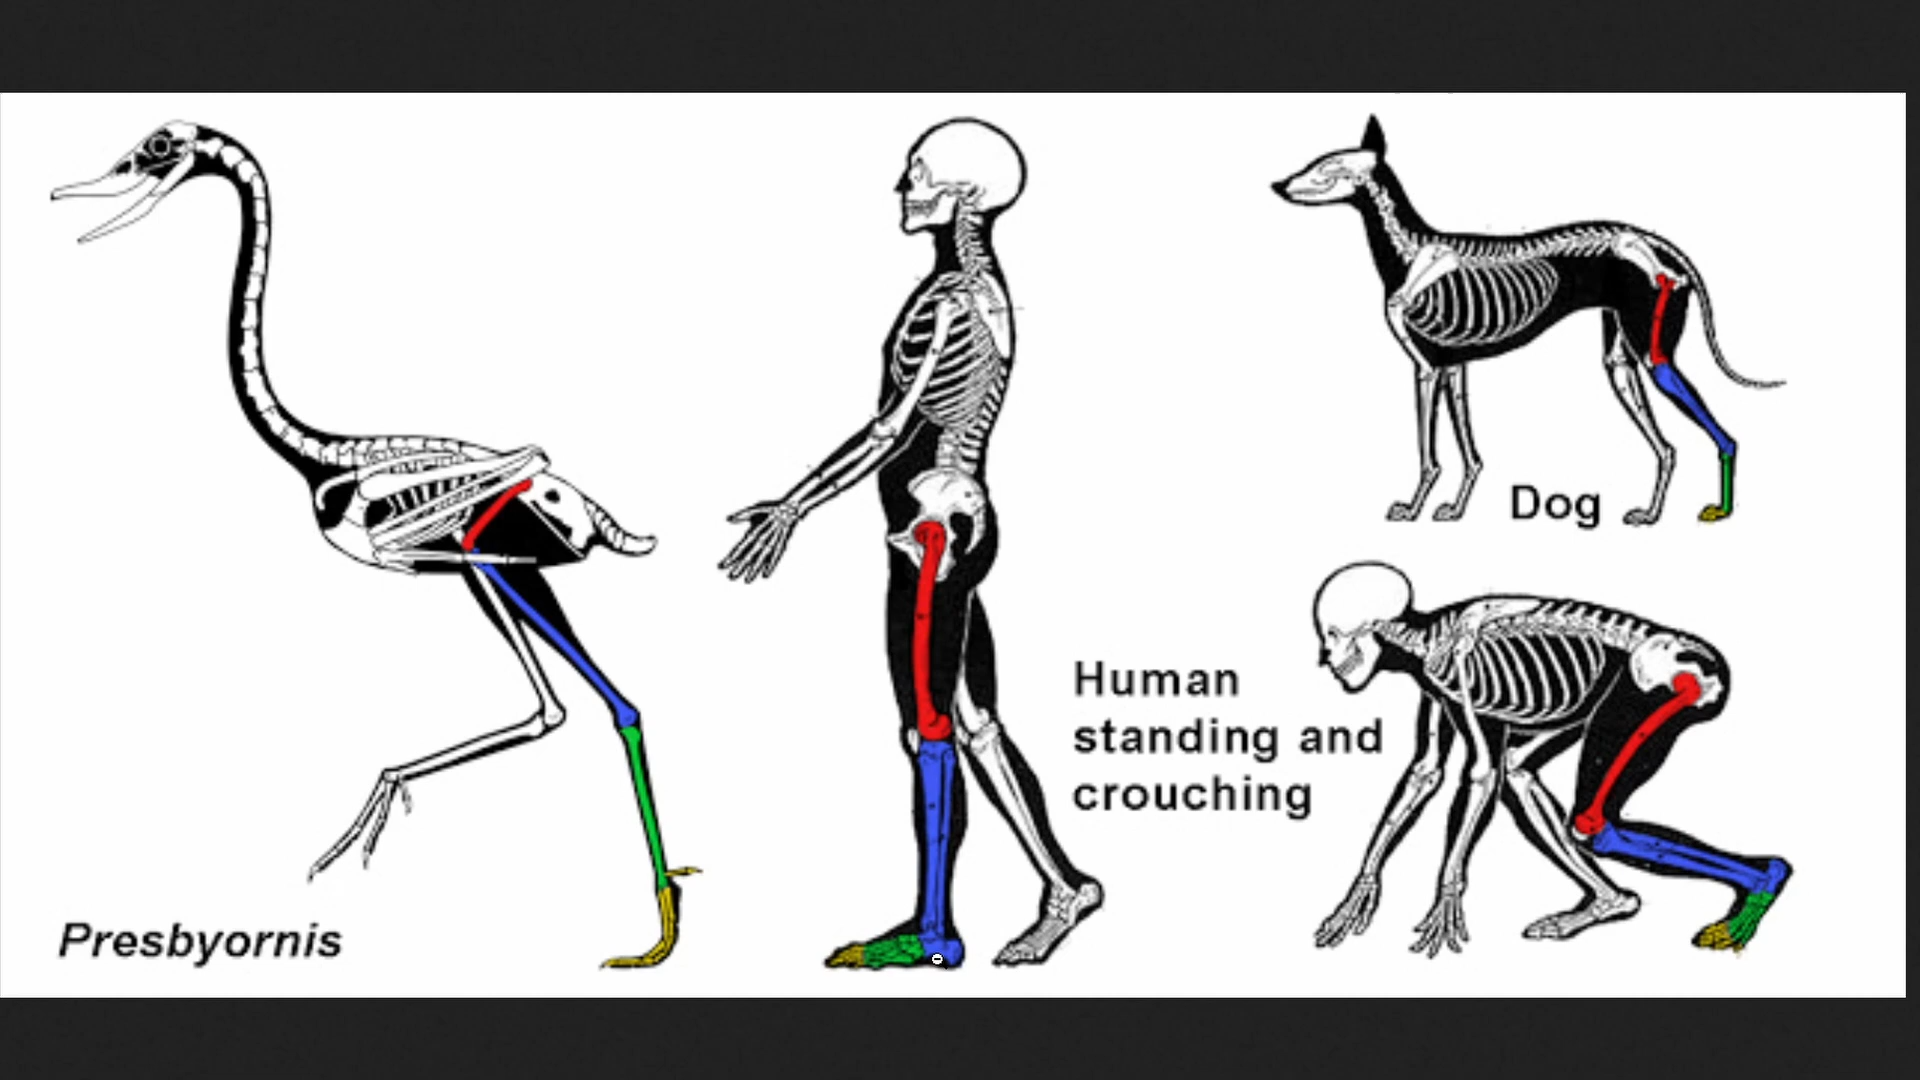 Presbyornis
Human
standing and
crouching
Dog